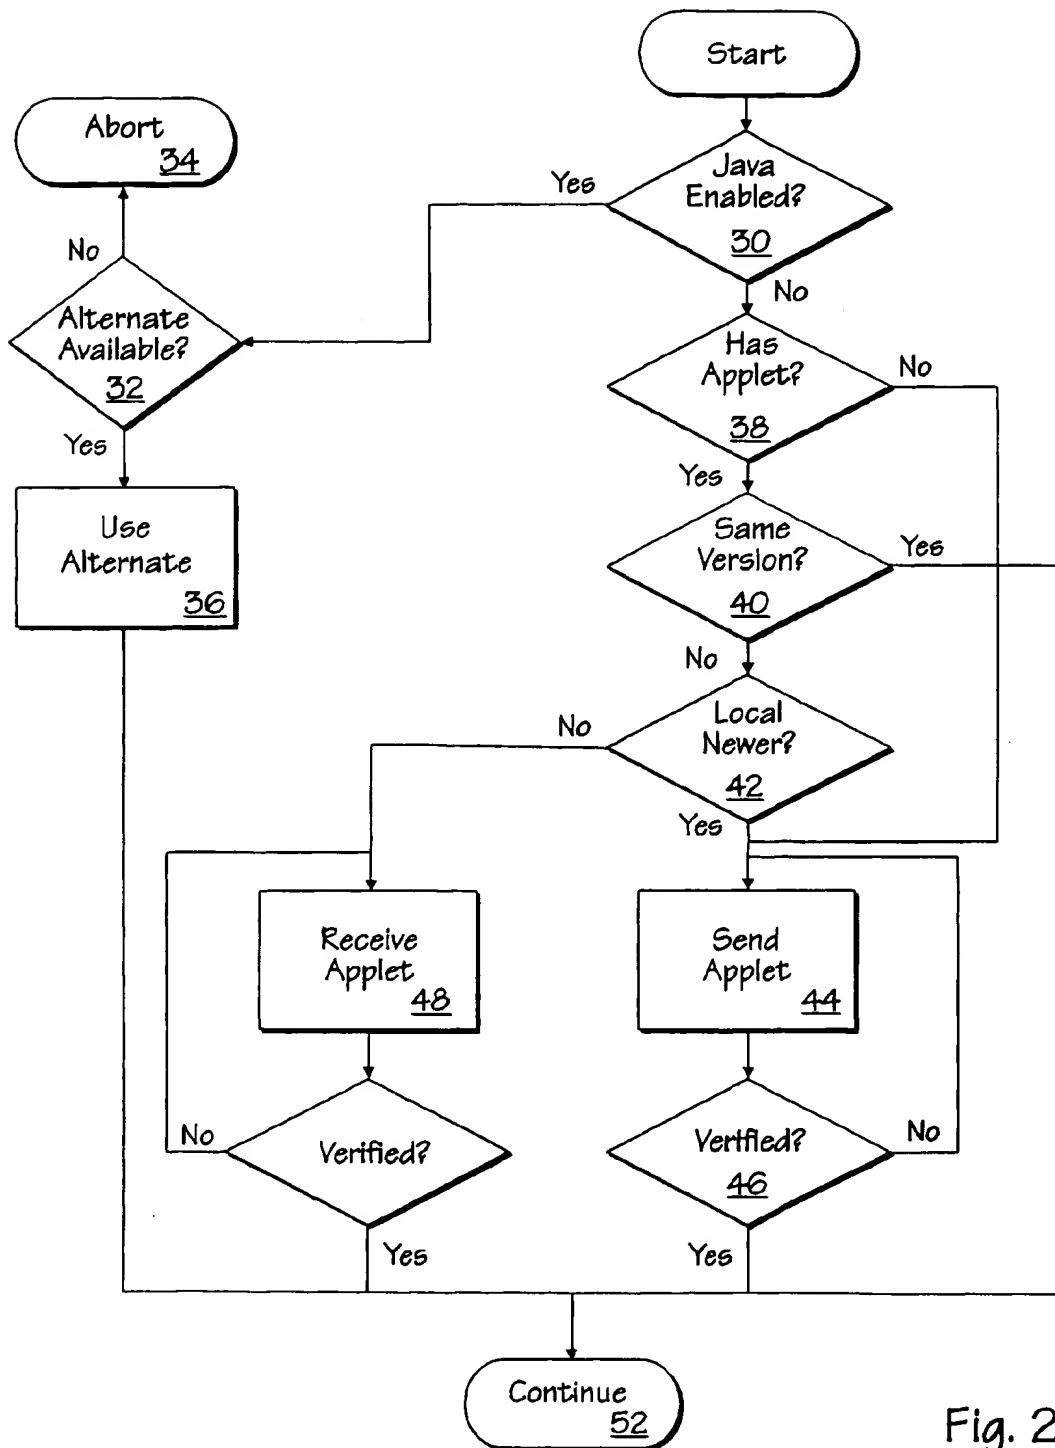 Start
Abort
34
Java
Enabled?
30
Yes
No
No
Alternate
Available?
32
Has
Applet?
38
No
Yes
Yes
Use
Alternate
36
Same
Version?
40
Yes
No
Local
Newer?
42
No
Yes
Receive
Applet
48
Send
Applet
44
Verified?
No
Verified?
46
No
Yes
Yes
Continue
52
Fig. 2